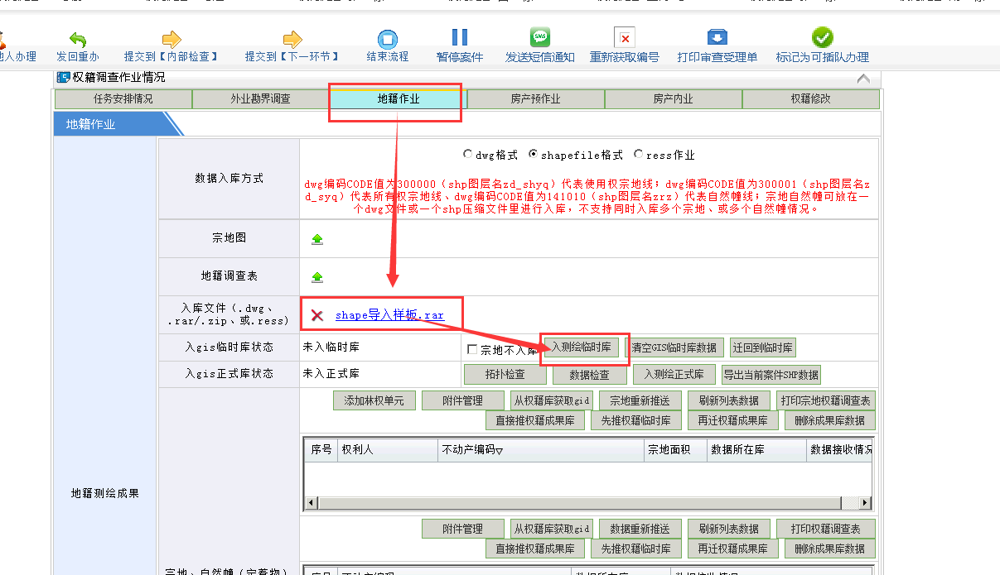 他人办理 发回重办 提交到【内部检查】 提交到【下一环节】 结束流程 暂停案件 发送短信通知 重新获取编号 打印审查受理单 标记为可插队办理
权籍调查作业情况
任务安排情况 外业勘界调查 地籍作业 房产预作业 房产内业 权籍修改
地籍作业
数据入库方式
dwg格式 shapefile格式 ress作业
dwg编码CODE值为300000（shp图层名zd_shyq）代表使用权宗地线；dwg编码CODE值为300001（shp图层名z
d_syq）代表所有权宗地线、dwg编码CODE值为141010（shp图层名zrz）代表自然幢线；宗地自然幢可放在一
个dwg文件或一个shp压缩文件里进行入库，不支持同时入库多个宗地、或多个自然幢情况。
宗地图
地籍调查表
入库文件（.dwg、
.rar/.zip、或.ress）
shape导入样板.rar
入gis临时库状态 未入临时库 宗地不入库 入测绘临时库 清空GIS临时库数据 迁回到临时库
入gis正式库状态 未入正式库 拓扑检查 数据检查 入测绘正式库 导出当前案件SHP数据
添加林权单元 附件管理 从权籍库获取gid 宗地重新推送 刷新列表数据 打印宗地权籍调查表
直接推权籍成果库 先推权籍临时库 再迁权籍成果库 删除成果库数据
序号 权利人 不动产编码▽ 宗地面积 数据所在库 数据接收情况
地籍测绘成果
附件管理 从权籍库获取gid 数据重新推送 刷新列表数据 打印权籍调查表
直接推权籍成果库 先推权籍临时库 再迁权籍成果库 删除成果库数据
宗地、自然幢（定着物）